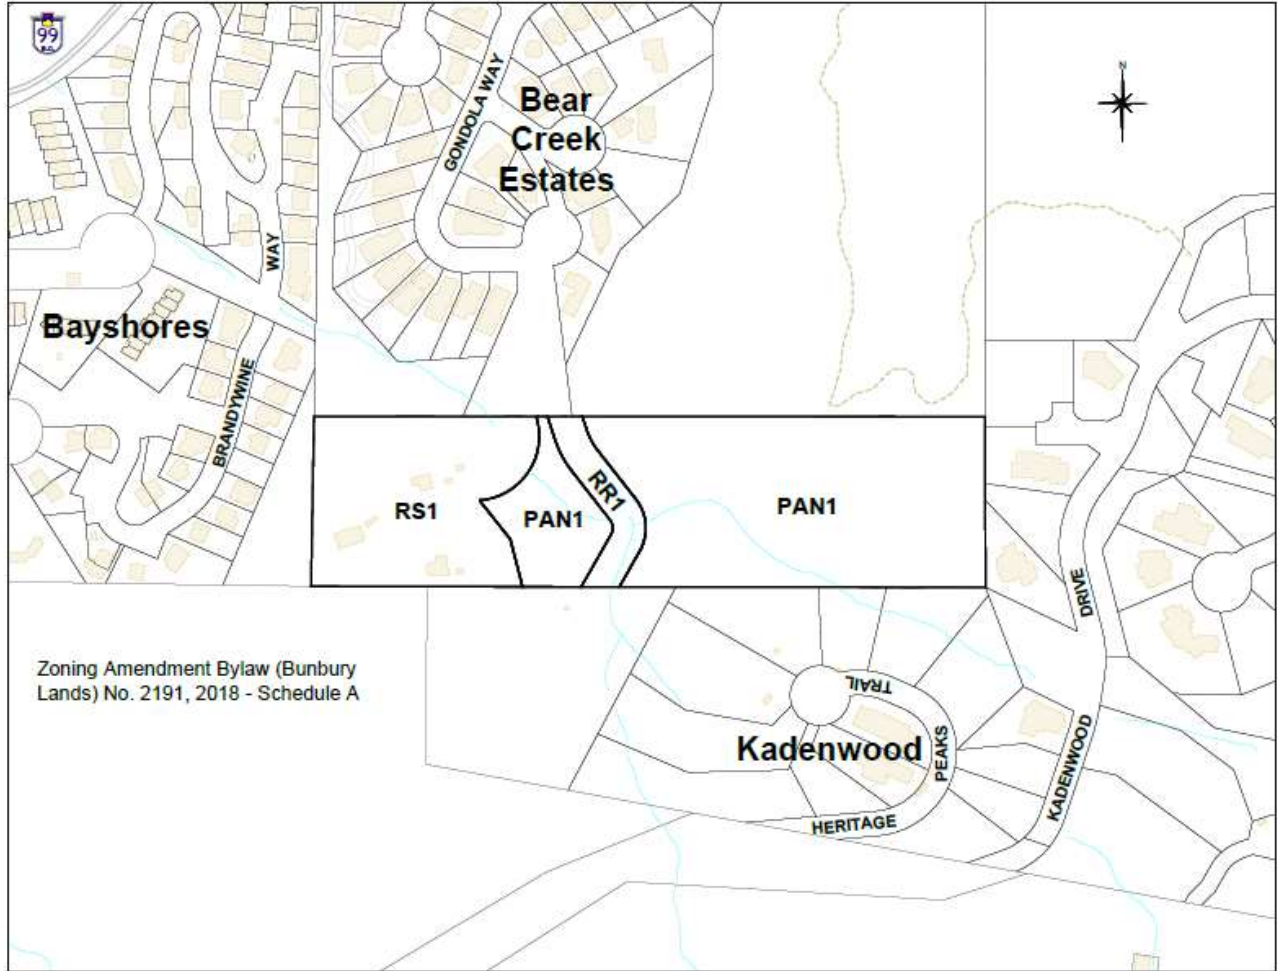 99
B.C.
GONDOLA WAY
Bear
Creek
Estates
N
WAY
Bayshores
BRANDYWINE
RS1
PAN1
RR1
PAN1
DRIVE
Zoning Amendment Bylaw (Bunbury
Lands) No. 2191, 2018 - Schedule A
TRAIL
Kadenwood
PEAKS
KADENWOOD
HERITAGE